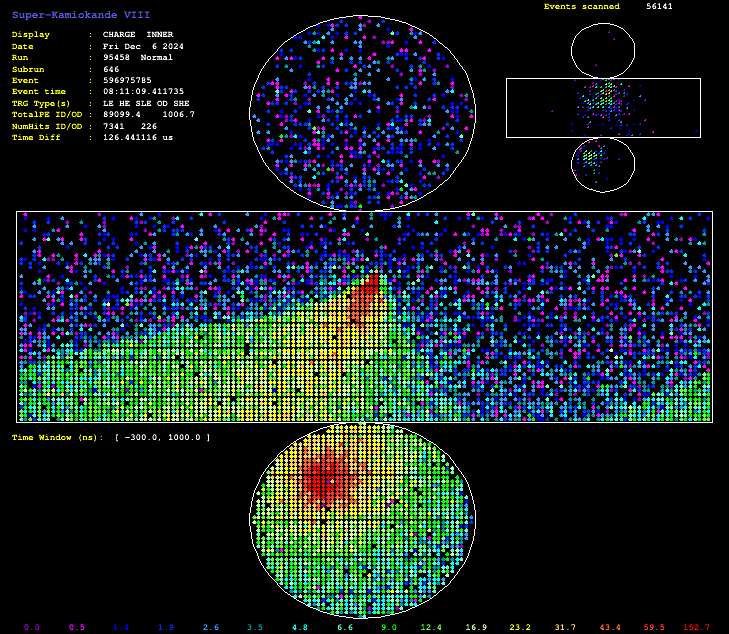 Super-Kamiokande VIII
Events scanned 56141
Display : CHARGE INNER
Date : Fri Dec 6 2024
Run : 95458 Normal
Subrun : 646
Event : 596975785
Event time : 08:11:09.411735
TRG Type(s) : LE HE SLE OD SHE
TotalPE ID/OD : 89099.4 1006.7
NumHits ID/OD : 7341 226
Time Diff : 126.441116 us
Time Window (ns): [ -300.0, 1000.0 ]
0.0 0.5 1.4 1.9 2.6 3.5 4.8 6.6 9.0 12.4 16.9 23.2 31.7 43.4 59.5 152.7